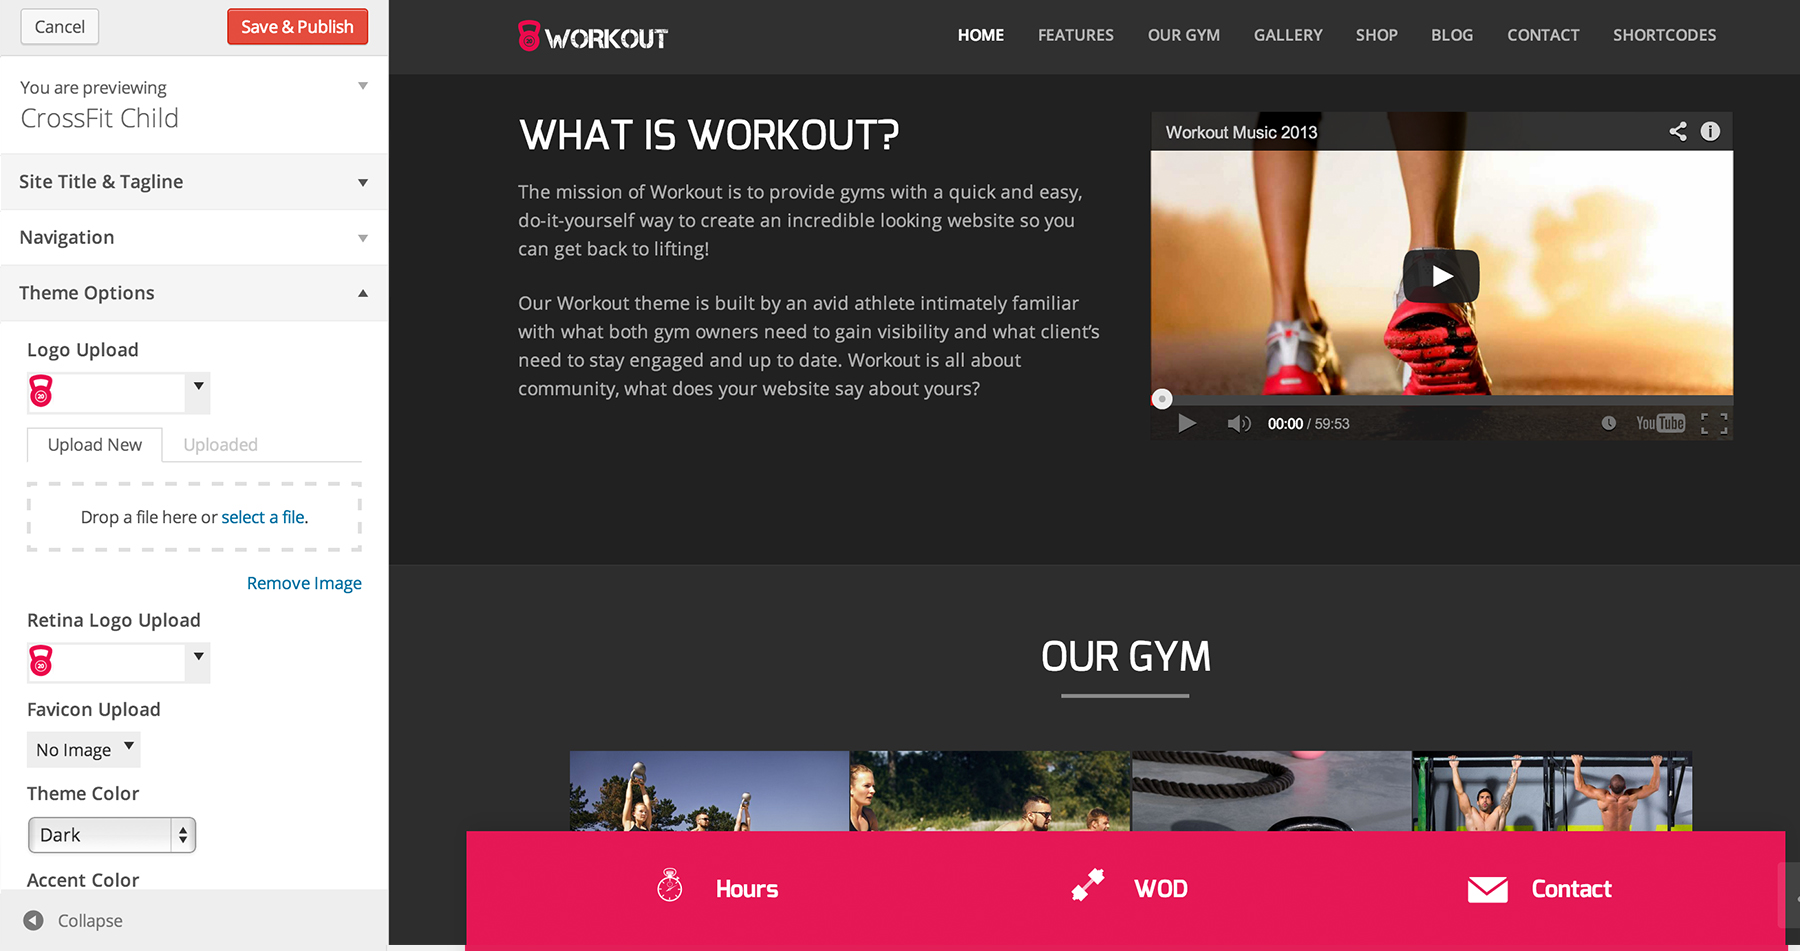 Cancel
Save & Publish
You are previewing
CrossFit Child
Site Title & Tagline
Navigation
Theme Options
Logo Upload
20
Upload New
Uploaded
Drop a file here or select a file.
Remove Image
Retina Logo Upload
20
Favicon Upload
No Image
Theme Color
Dark
Accent Color
Collapse
WORKOUT
HOME
FEATURES
OUR GYM
GALLERY
SHOP
BLOG
CONTACT
SHORTCODES
WHAT IS WORKOUT?
The mission of Workout is to provide gyms with a quick and easy,
do-it-yourself way to create an incredible looking website so you
can get back to lifting!
Our Workout theme is built by an avid athlete intimately familiar
with what both gym owners need to gain visibility and what client’s
need to stay engaged and up to date. Workout is all about
community, what does your website say about yours?
Workout Music 2013
00:00 / 59:53
YouTube
OUR GYM
Hours
WOD
Contact